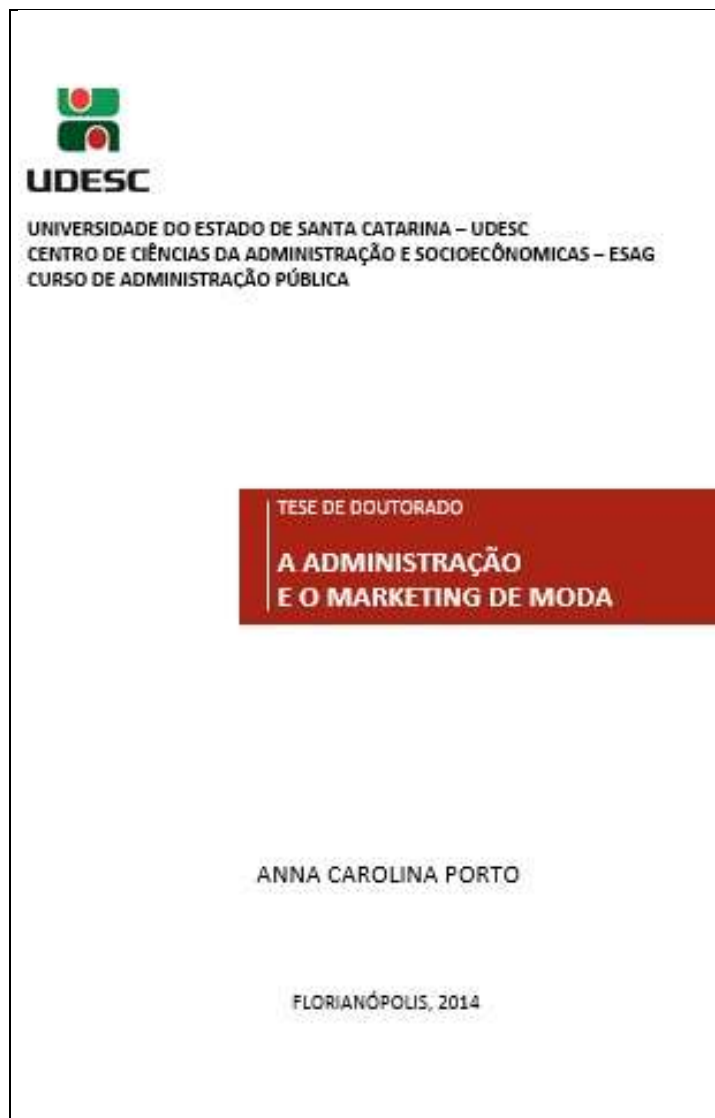 UDESC
UNIVERSIDADE DO ESTADO DE SANTA CATARINA – UDESC
CENTRO DE CIÊNCIAS DA ADMINISTRAÇÃO E SOCIOECÔNOMICAS – ESAG
CURSO DE ADMINISTRAÇÃO PÚBLICA
TESE DE DOUTORADO
A ADMINISTRAÇÃO
E O MARKETING DE MODA
ANNA CAROLINA PORTO
FLORIANÓPOLIS, 2014